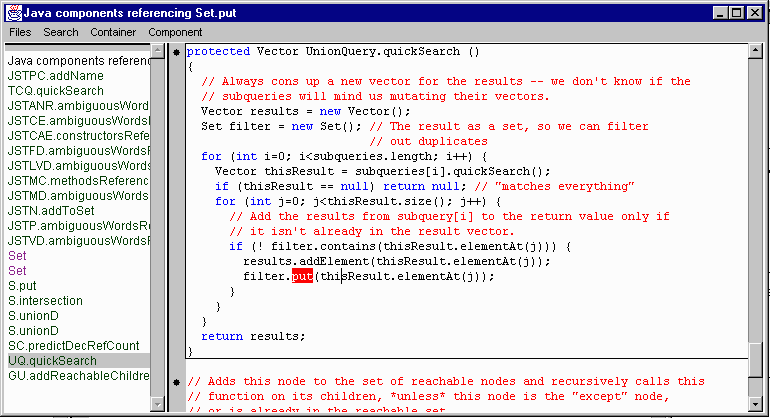 Java components referencing Set.put
Files Search Container Component
Java components referenc
JSTPC.addName
TCQ.quickSearch
JSTANR.ambiguousWords
JSTCE.ambiguousWords
JSTCAE.constructorsRefe
JSTFD.ambiguousWords
JSTLVD.ambiguousWord
JSTMC.methodsReferenc
JSTMD.ambiguousWords
JSTN.addToSet
JSTP.ambiguousWordsRe
JSTVD.ambiguousWordsF
Set
Set
S.put
S.intersection
S.unionD
S.unionD
SC.predictDecRefCount
UQ.quickSearch
GU.addReachableChildre
protected Vector UnionQuery.quickSearch ()
{
// Always cons up a new vector for the results -- we don't know if the
// subqueries will mind us mutating their vectors.
Vector results = new Vector();
Set filter = new Set(); // The result as a set, so we can filter
// out duplicates
for (int i=0; i<subqueries.length; i++) {
Vector thisResult = subqueries[i].quickSearch();
if (thisResult == null) return null; // "matches everything"
for (int j=0; j<thisResult.size(); j++) {
// Add the results from subquery[i] to the return value only if
// it isn't already in the result vector.
if (! filter.contains(thisResult.elementAt(j))) {
results.addElement(thisResult.elementAt(j));
filter.put(thisResult.elementAt(j));
}
}
}
return results;
}
// Adds this node to the set of reachable nodes and recursively calls this
// function on its children, *unless* this node is the "except" node,
// or is already in the reachable set